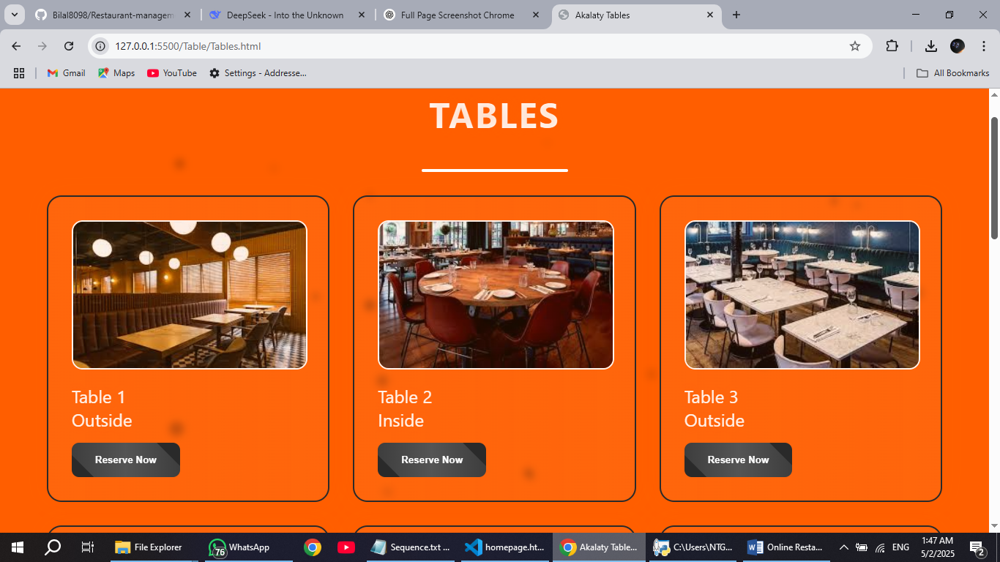 Bilal8098/Restaurant-managem
DeepSeek - Into the Unknown
Full Page Screenshot Chrome
Akalaty Tables
127.0.0.1:5500/Table/Tables.html
Gmail
Maps
YouTube
Settings - Addresse...
All Bookmarks
TABLES
Table 1
Outside
Reserve Now
Table 2
Inside
Reserve Now
Table 3
Outside
Reserve Now
File Explorer
76
WhatsApp
Sequence.txt ...
homepage.ht...
Akalaty Table...
C:\Users\NTG...
Online Resta...
ENG
1:47 AM
5/2/2025
2